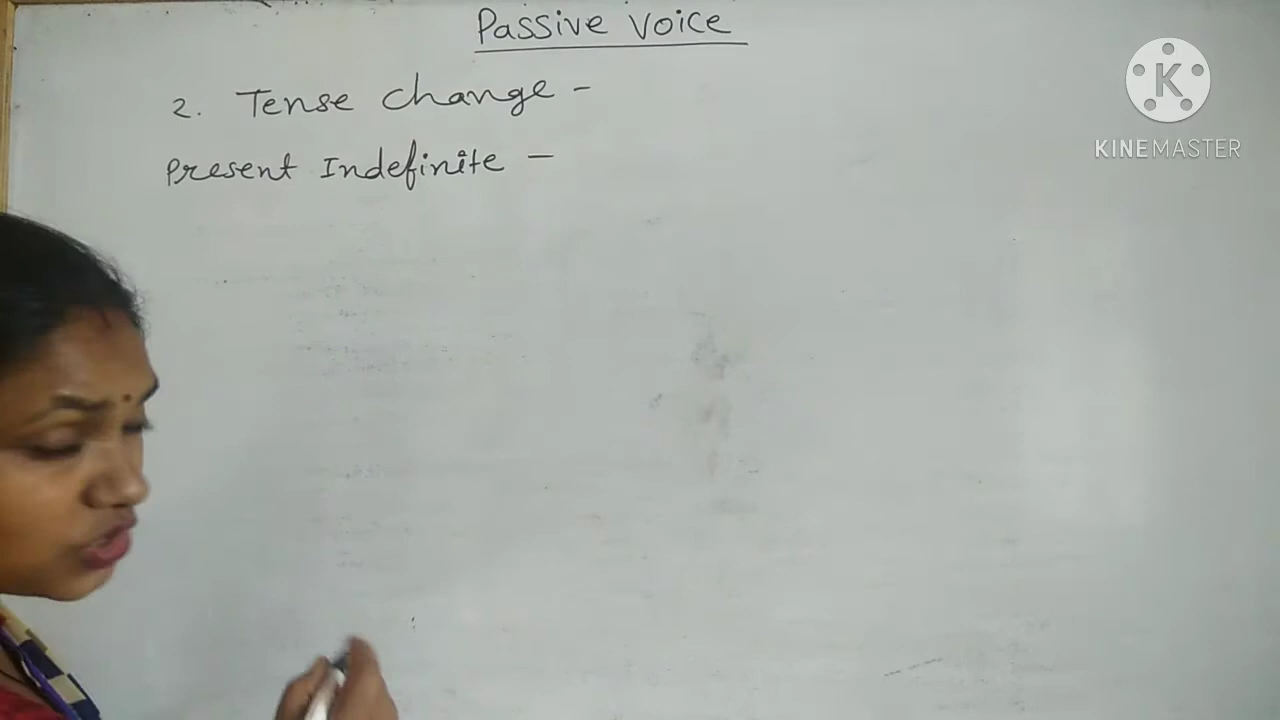 Passive Voice
2. Tense change -
Present Indefinite -
K
KINEMASTER